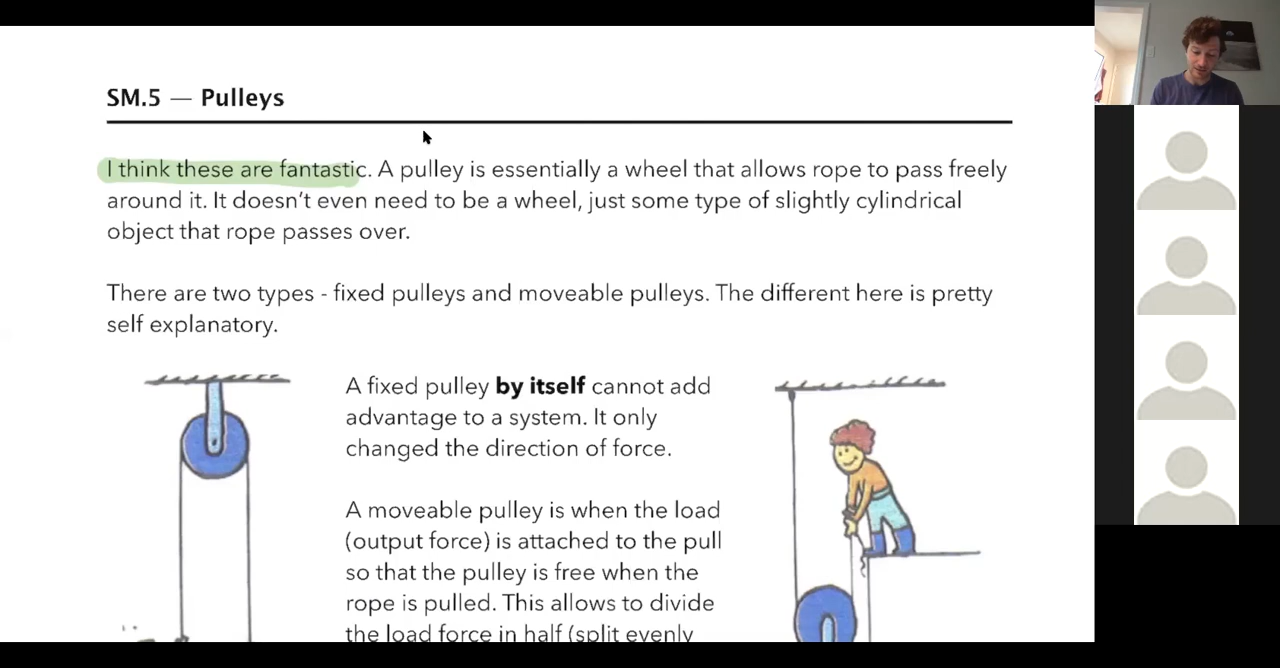 SM.5 — Pulleys
I think these are fantastic. A pulley is essentially a wheel that allows rope to pass freely
around it. It doesn't even need to be a wheel, just some type of slightly cylindrical
object that rope passes over.
There are two types - fixed pulleys and moveable pulleys. The different here is pretty
self explanatory.
A fixed pulley by itself cannot add
advantage to a system. It only
changed the direction of force.
A moveable pulley is when the load
(output force) is attached to the pull
so that the pulley is free when the
rope is pulled. This allows to divide
the load force in half (split evenly